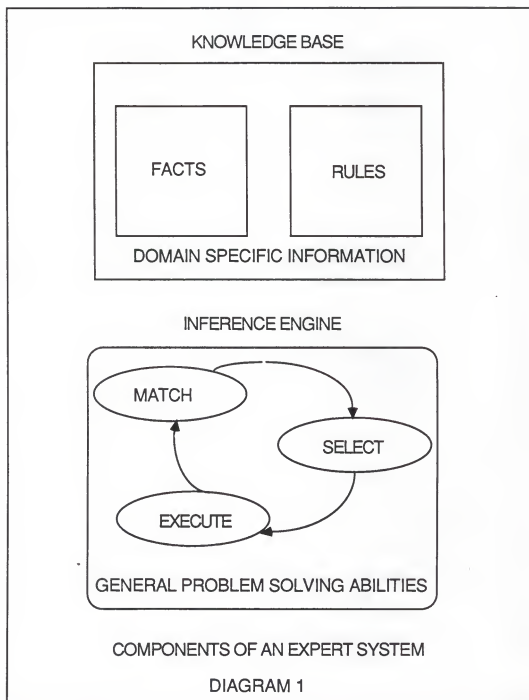 KNOWLEDGE BASE
FACTS
RULES
DOMAIN SPECIFIC INFORMATION
INFERENCE ENGINE
MATCH
SELECT
EXECUTE
GENERAL PROBLEM SOLVING ABILITIES
COMPONENTS OF AN EXPERT SYSTEM
DIAGRAM 1